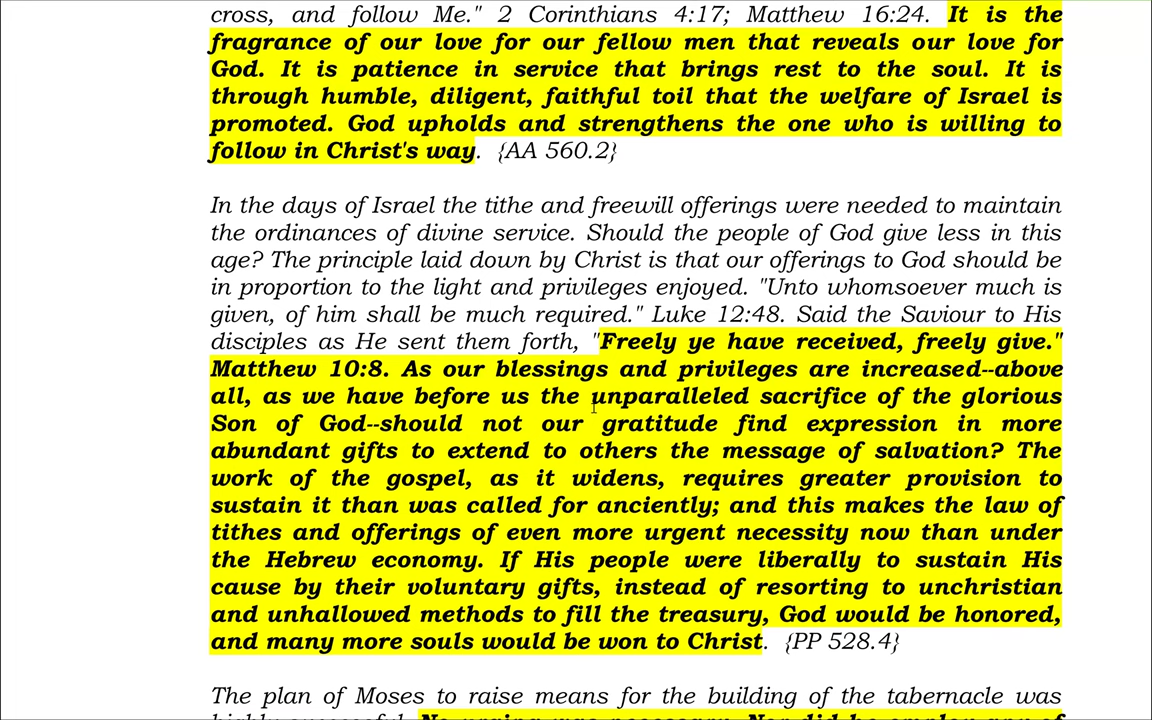 cross, and follow Me." 2 Corinthians 4:17; Matthew 16:24. It is the
fragrance of our love for our fellow men that reveals our love for
God. It is patience in service that brings rest to the soul. It is
through humble, diligent, faithful toil that the welfare of Israel is
promoted. God upholds and strengthens the one who is willing to
follow in Christ's way. {AA 560.2}
In the days of Israel the tithe and freewill offerings were needed to maintain
the ordinances of divine service. Should the people of God give less in this
age? The principle laid down by Christ is that our offerings to God should be
in proportion to the light and privileges enjoyed. "Unto whomsoever much is
given, of him shall be much required." Luke 12:48. Said the Saviour to His
disciples as He sent them forth, "Freely ye have received, freely give."
Matthew 10:8. As our blessings and privileges are increased--above
all, as we have before us the unparalleled sacrifice of the glorious
Son of God--should not our gratitude find expression in more
abundant gifts to extend to others the message of salvation? The
work of the gospel, as it widens, requires greater provision to
sustain it than was called for anciently; and this makes the law of
tithes and offerings of even more urgent necessity now than under
the Hebrew economy. If His people were liberally to sustain His
cause by their voluntary gifts, instead of resorting to unchristian
and unhallowed methods to fill the treasury, God would be honored,
and many more souls would be won to Christ. {PP 528.4}
The plan of Moses to raise means for the building of the tabernacle was
highly successful. No urging was necessary. Nor did he employ any of